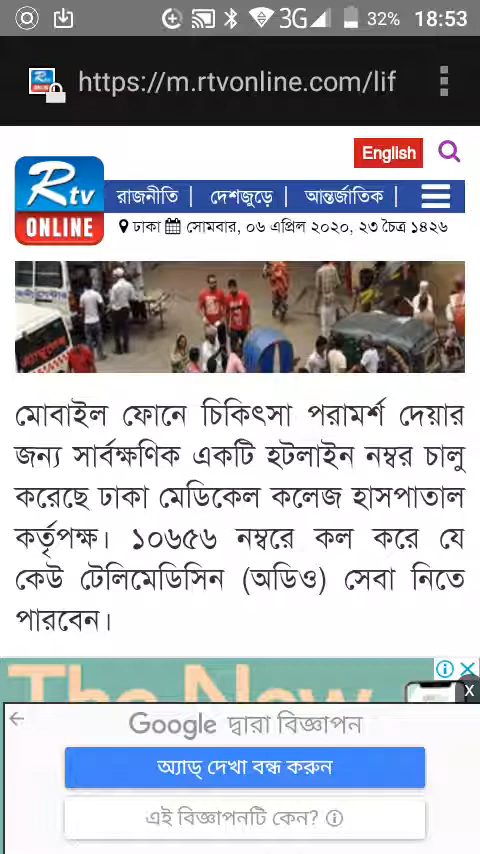 3G 32% 18:53
https://m.rtvonline.com/lif
English
Rtv
ONLINE
রাজনীতি | দেশজুড়ে | আন্তর্জাতিক |
ঢাকা সোমবার, ০৬ এপ্রিল ২০২০, ২৩ চৈত্র ১৪২৬
মোবাইল ফোনে চিকিৎসা পরামর্শ দেয়ার
জন্য সার্বক্ষণিক একটি হটলাইন নম্বর চালু
করেছে ঢাকা মেডিকেল কলেজ হাসপাতাল
কর্তৃপক্ষ। ১০৬৫৬ নম্বরে কল করে যে
কেউ টেলিমেডিসিন (অডিও) সেবা নিতে
পারবেন।
The New
x
Google দ্বারা বিজ্ঞাপন
অ্যাড্ দেখা বন্ধ করুন
এই বিজ্ঞাপনটি কেন?